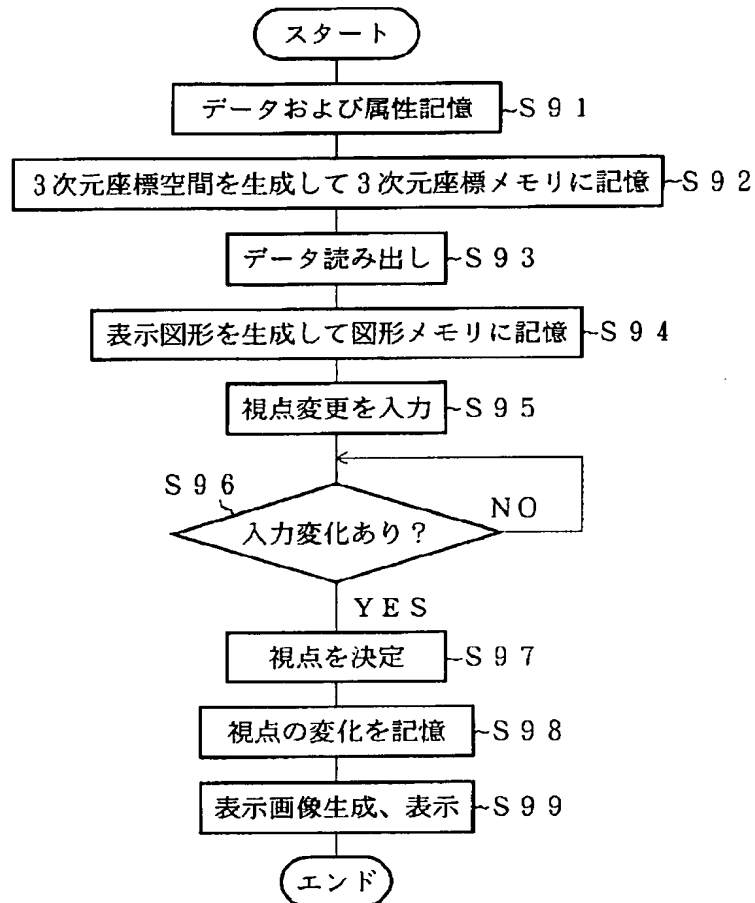 スタート
データおよび属性記憶 ~S91
3次元座標空間を生成して3次元座標メモリに記憶 ~S92
データ読み出し ~S93
表示図形を生成して図形メモリに記憶 ~S94
視点変更を入力 ~S95
S96
入力変化あり？
NO
YES
視点を決定 ~S97
視点の変化を記憶 ~S98
表示画像生成、表示 ~S99
エンド